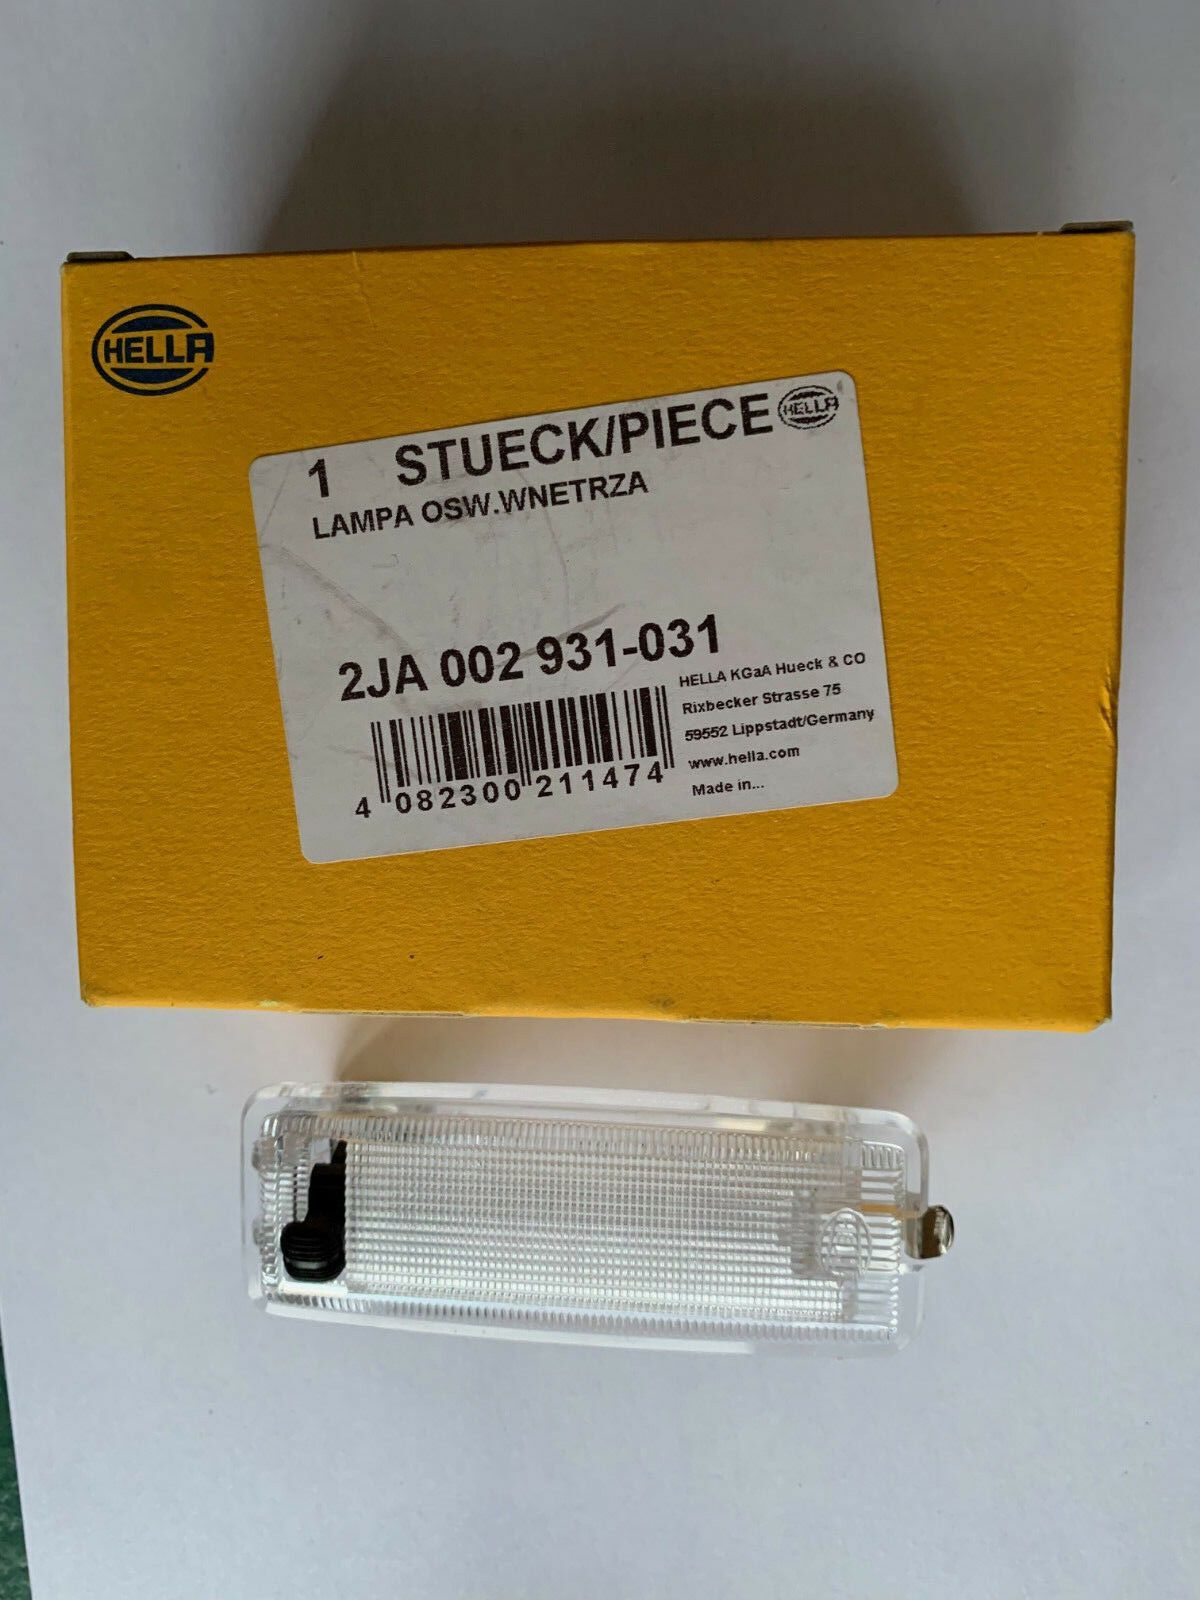 HELLA
1 STUECK/PIECE HELLA
LAMPA OSW.WNETRZA
2JA 002 931-031
HELLA KGaA Hueck & CO
Rixbecker Strasse 75
59552 Lippstadt/Germany
www.hella.com
Made in...
4 082300 211474